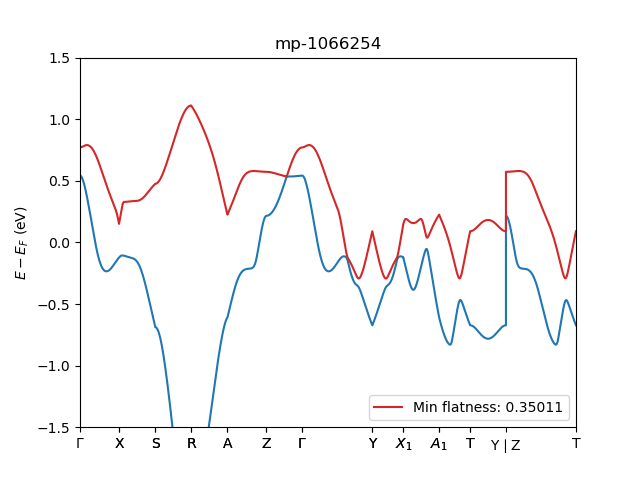 mp-1066254
E − E_F (eV)
1.5
1.0
0.5
0.0
−0.5
−1.0
−1.5
Min flatness: 0.35011
Γ X S R A Z Γ Y X₁ A₁ T Y | Z T